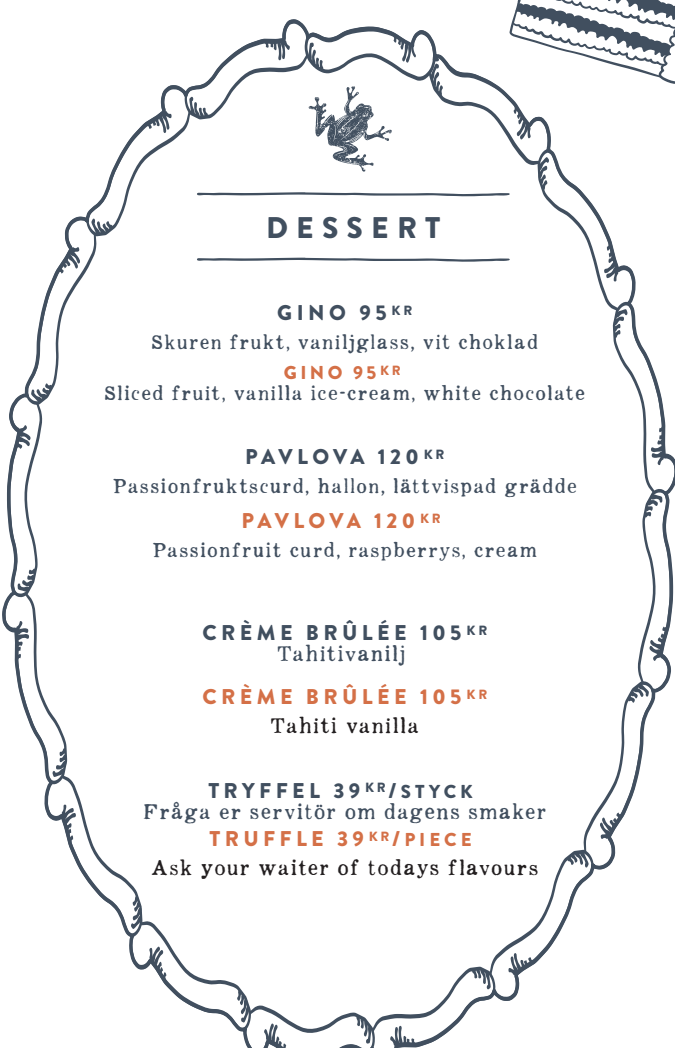 DESSERT
GINO 95KR
Skuren frukt, vaniljglass, vit choklad
GINO 95KR
Sliced fruit, vanilla ice-cream, white chocolate
PAVLOVA 120KR
Passionfruktscurd, hallon, lättvispad grädde
PAVLOVA 120KR
Passionfruit curd, raspberrys, cream
CRÈME BRÛLÉE 105KR
Tahitivanilj
CRÈME BRÛLÉE 105KR
Tahiti vanilla
TRYFFEL 39KR/STYCK
Fråga er servitör om dagens smaker
TRUFFLE 39KR/PIECE
Ask your waiter of todays flavours